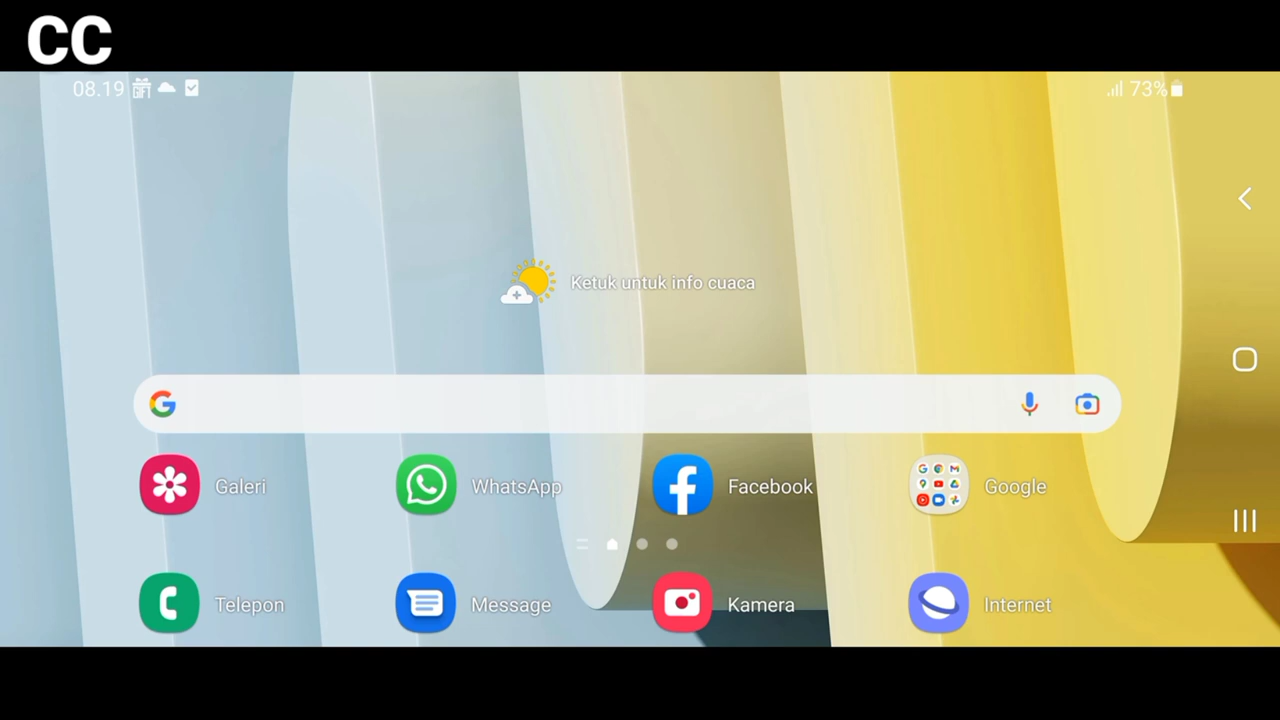 CC
08.19
73%
Ketuk untuk info cuaca
Galeri
WhatsApp
Facebook
Google
Telepon
Message
Kamera
Internet